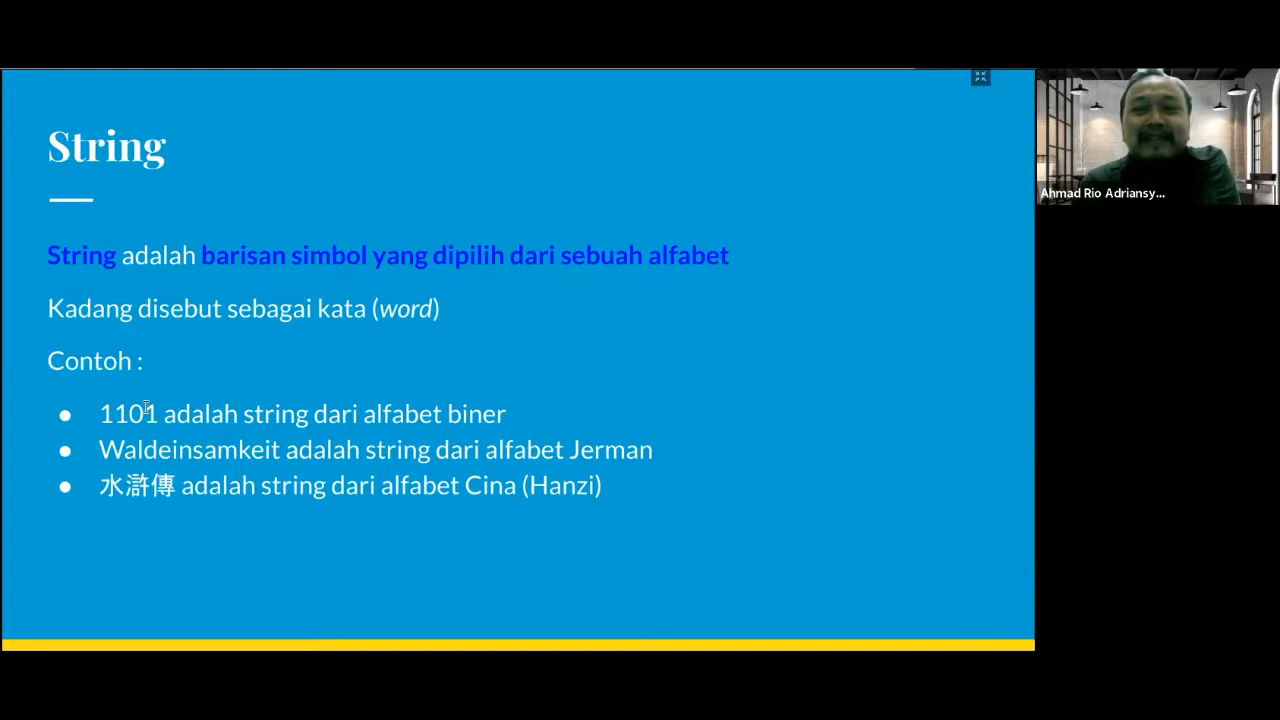 String
String adalah barisan simbol yang dipilih dari sebuah alfabet
Kadang disebut sebagai kata (word)
Contoh :
● 1101 adalah string dari alfabet biner
● Waldeinsamkeit adalah string dari alfabet Jerman
● 水滸傳 adalah string dari alfabet Cina (Hanzi)
Ahmad Rio Adriansy...